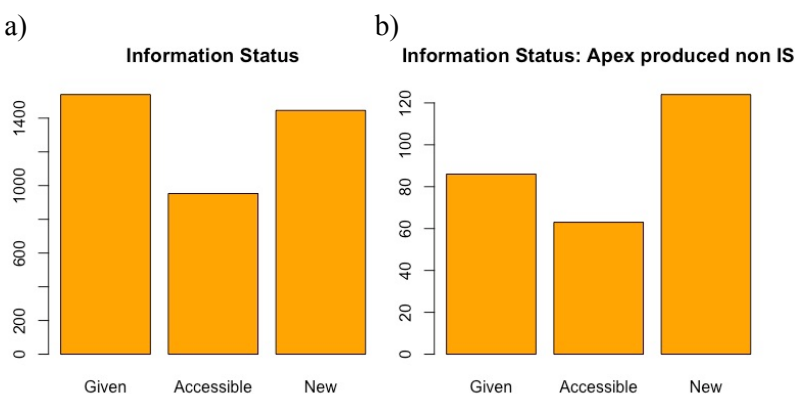 a)
Information Status
1400
1000
600
200
0
Given Accessible New
b)
Information Status: Apex produced non IS
120
100
80
60
40
20
0
Given Accessible New